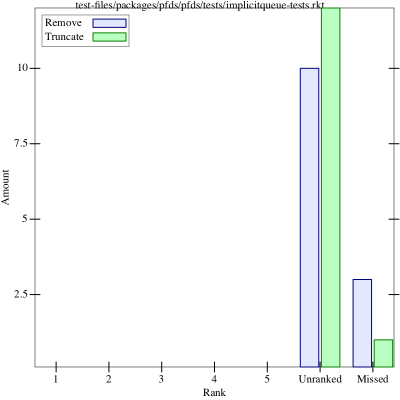 test-files/packages/pfds/pfds/tests/implicitqueue-tests.rkt
Remove
Truncate
10
7.5
5
2.5
Amount
1 2 3 4 5 Unranked Missed
Rank